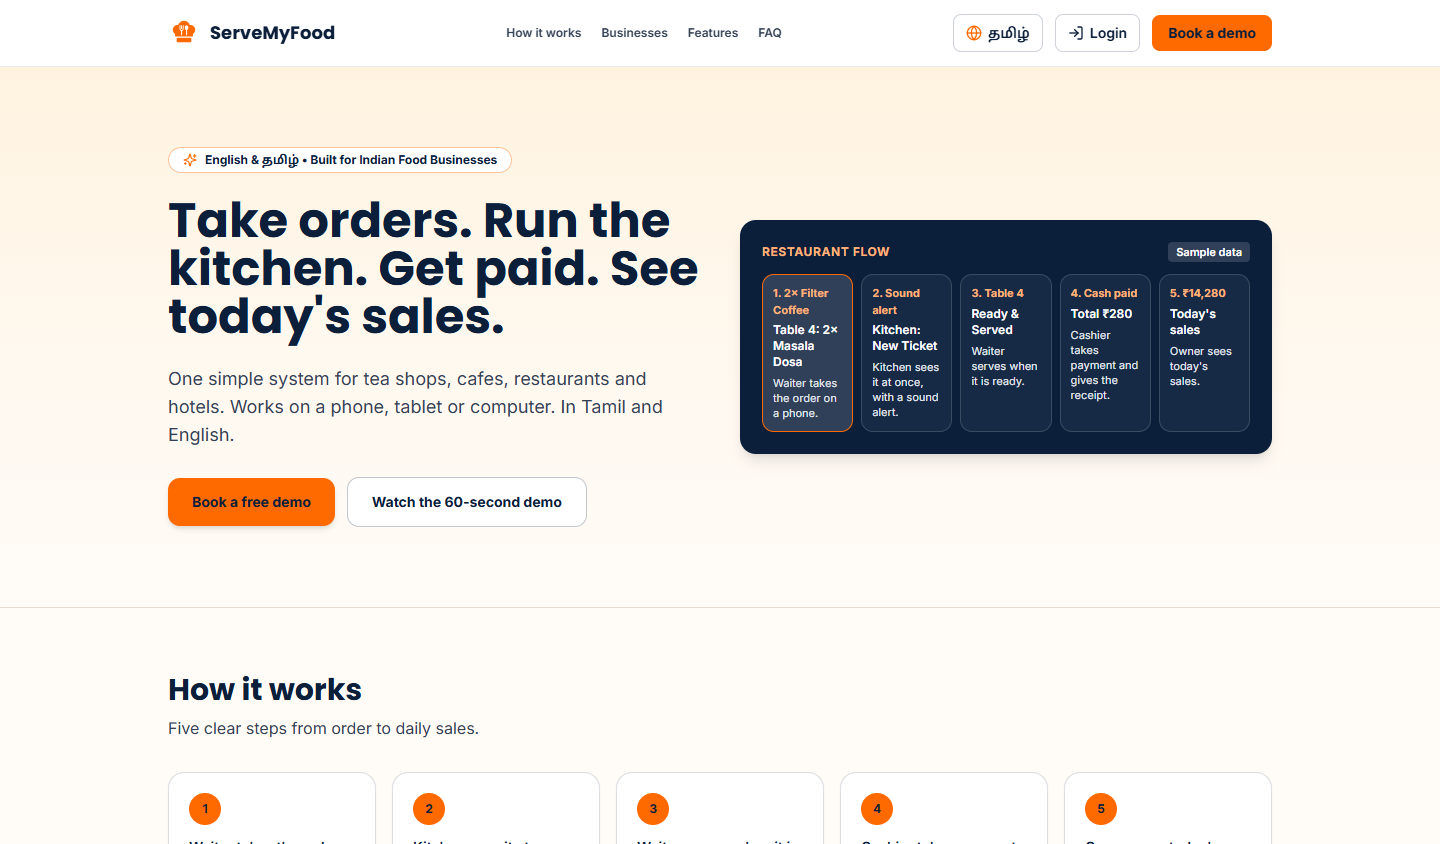 ServeMyFood
How it works
Businesses
Features
FAQ
தமிழ்
Login
Book a demo
English & தமிழ் • Built for Indian Food Businesses
Take orders. Run the
kitchen. Get paid. See
today's sales.
One simple system for tea shops, cafes, restaurants and
hotels. Works on a phone, tablet or computer. In Tamil and
English.
Book a free demo
Watch the 60-second demo
RESTAURANT FLOW
Sample data
1. 2× Filter
Coffee
Table 4: 2×
Masala
Dosa
Waiter takes
the order on
a phone.
2. Sound
alert
Kitchen:
New Ticket
Kitchen sees
it at once,
with a sound
alert.
3. Table 4
Ready &
Served
Waiter
serves when
it is ready.
4. Cash paid
Total ₹280
Cashier
takes
payment and
gives the
receipt.
5. ₹14,280
Today's
sales
Owner sees
today's
sales.
How it works
Five clear steps from order to daily sales.
1
2
3
4
5